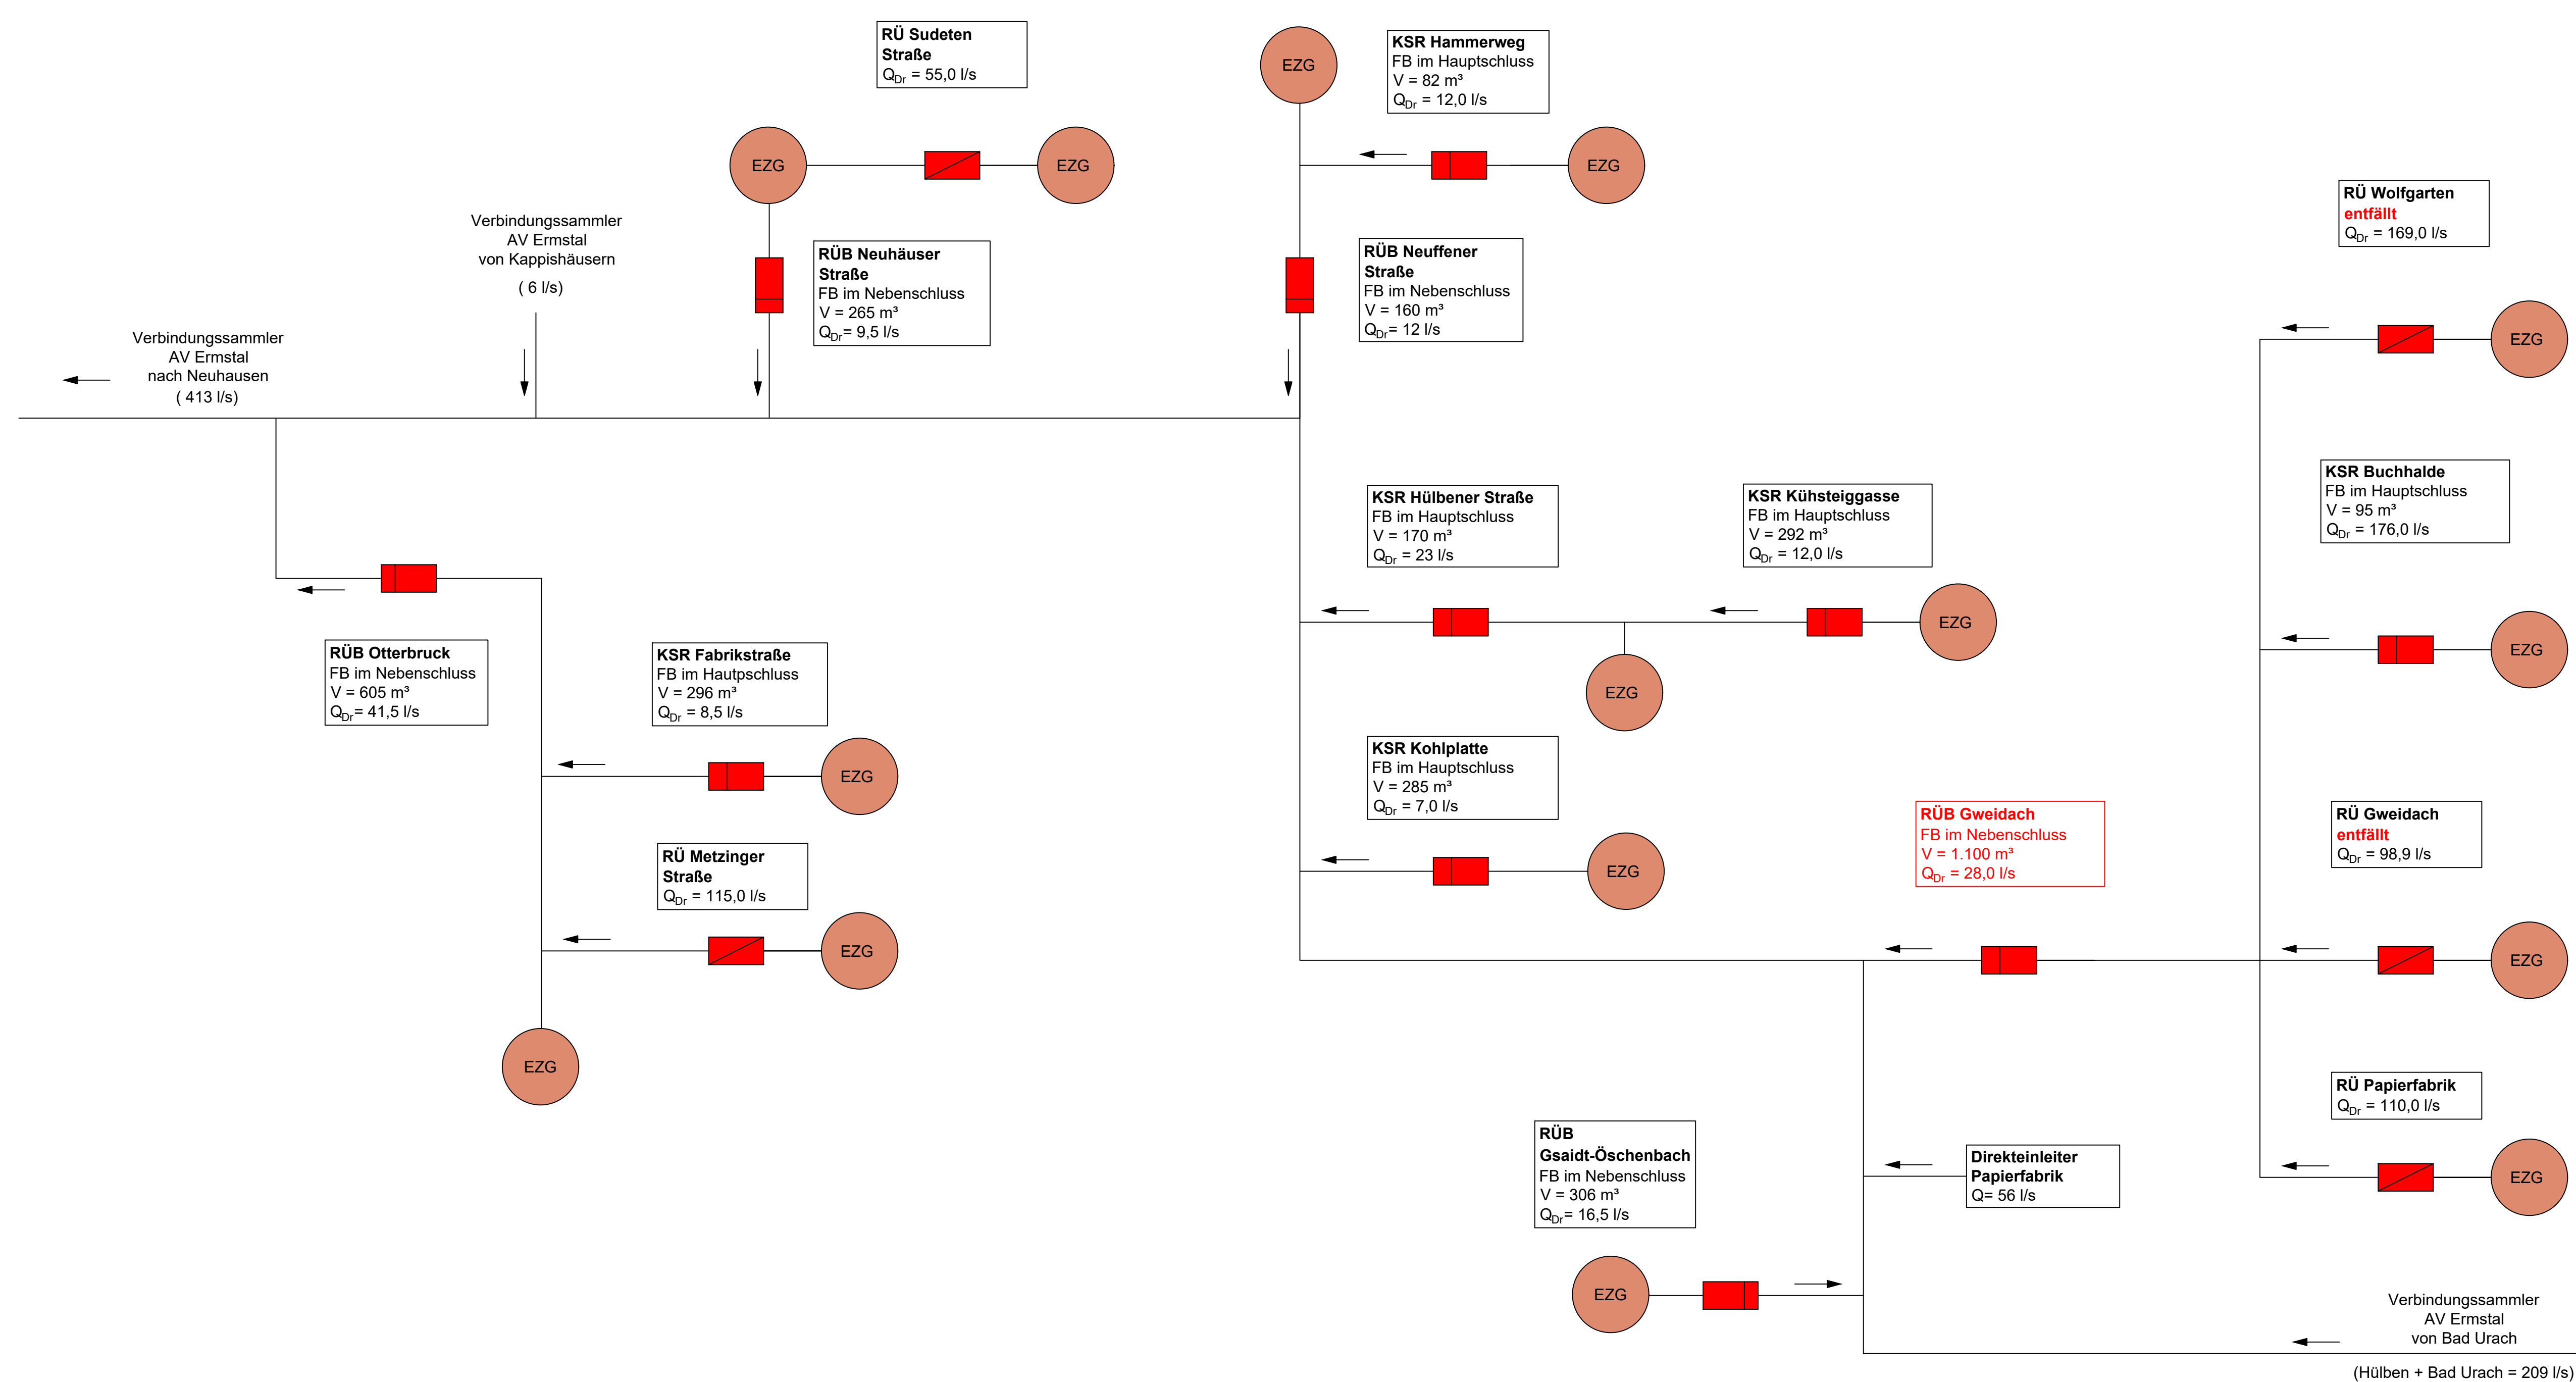 RÜ Sudeten
Straße
QDr = 55,0 l/s
EZG
KSR Hammerweg
FB im Hauptschluss
V = 82 m³
QDr = 12,0 l/s
EZG
EZG
EZG
RÜ Wolfgarten
entfällt
QDr = 169,0 l/s
Verbindungssammler
AV Ermstal
von Kappishäusern
( 6 l/s)
RÜB Neuhäuser
Straße
FB im Nebenschluss
V = 265 m³
QDr= 9,5 l/s
RÜB Neuffener
Straße
FB im Nebenschluss
V = 160 m³
QDr= 12 l/s
EZG
Verbindungssammler
AV Ermstal
nach Neuhausen
( 413 l/s)
KSR Buchhalde
FB im Hauptschluss
V = 95 m³
QDr = 176,0 l/s
KSR Hülbener Straße
FB im Hauptschluss
V = 170 m³
QDr = 23 l/s
KSR Kühsteiggasse
FB im Hauptschluss
V = 292 m³
QDr = 12,0 l/s
EZG
EZG
EZG
RÜB Otterbruck
FB im Nebenschluss
V = 605 m³
QDr= 41,5 l/s
KSR Fabrikstraße
FB im Hautpschluss
V = 296 m³
QDr = 8,5 l/s
EZG
KSR Kohlplatte
FB im Hauptschluss
V = 285 m³
QDr = 7,0 l/s
EZG
RÜB Gweidach
FB im Nebenschluss
V = 1.100 m³
QDr = 28,0 l/s
RÜ Gweidach
entfällt
QDr = 98,9 l/s
RÜ Metzinger
Straße
QDr = 115,0 l/s
EZG
EZG
EZG
RÜ Papierfabrik
QDr = 110,0 l/s
RÜB
Gsaidt-Öschenbach
FB im Nebenschluss
V = 306 m³
QDr= 16,5 l/s
Direkteinleiter
Papierfabrik
Q= 56 l/s
EZG
EZG
Verbindungssammler
AV Ermstal
von Bad Urach
(Hülben + Bad Urach = 209 l/s)